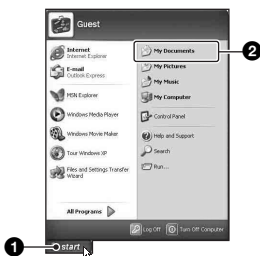 Guest
Internet
Internet Explorer
E-mail
Outlook Express
MSN Explorer
Windows Media Player
Windows Movie Maker
Tour Windows XP
Files and Settings Transfer
Wizard
All Programs
My Documents
My Pictures
My Music
My Computer
Control Panel
Help and Support
Search
Run...
Log Off
Turn Off Computer
start
1
2